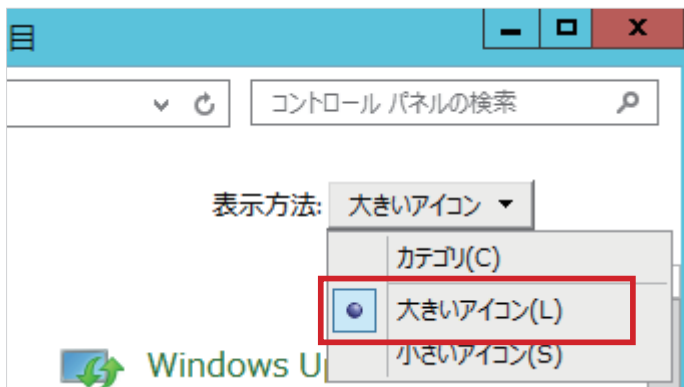 目
コントロール パネルの検索
表示方法: 大きいアイコン
カテゴリ(C)
大きいアイコン(L)
小さいアイコン(S)
Windows